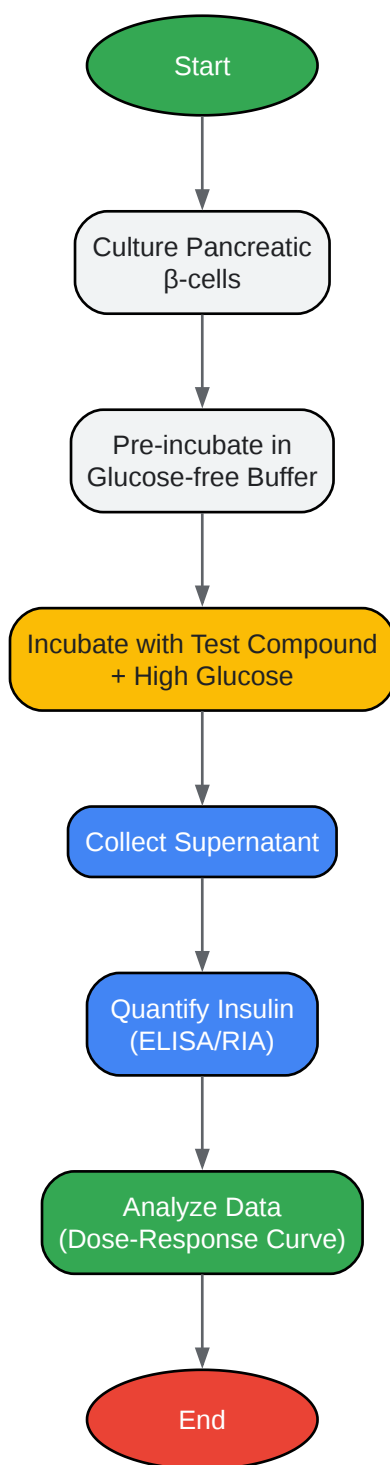 Start
Culture Pancreatic
β-cells
Pre-incubate in
Glucose-free Buffer
Incubate with Test Compound
+ High Glucose
Collect Supernatant
Quantify Insulin
(ELISA/RIA)
Analyze Data
(Dose-Response Curve)
End